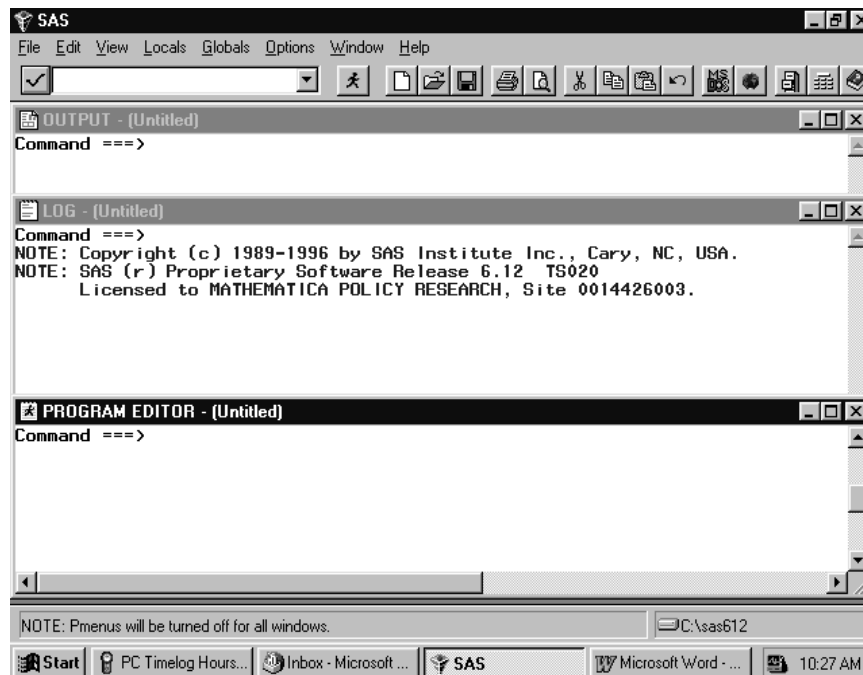 SAS
File Edit View Locals Globals Options Window Help
MS DOS
OUTPUT - (Untitled)
Command ===>
LOG - (Untitled)
Command ===>
NOTE: Copyright (c) 1989-1996 by SAS Institute Inc., Cary, NC, USA.
NOTE: SAS (r) Proprietary Software Release 6.12 TS020
Licensed to MATHEMATICA POLICY RESEARCH, Site 0014426003.
PROGRAM EDITOR - (Untitled)
Command ===>
NOTE: Pmenus will be turned off for all windows.
C:\sas612
Start PC Timelog Hours... Inbox - Microsoft ... SAS Microsoft Word - ... 10:27 AM